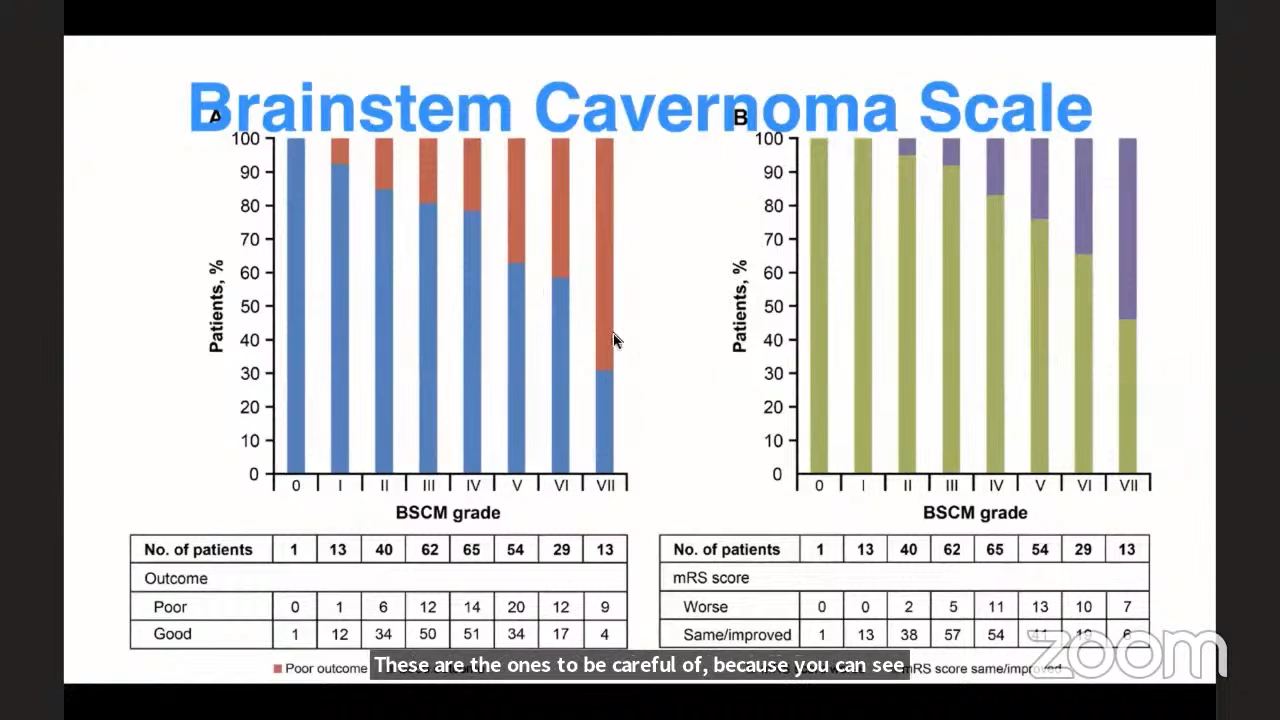 Brainstem Cavernoma Scale
A
B
100
90
80
70
60
50
40
30
20
10
0
Patients, %
0 I II III IV V VI VII
BSCM grade
100
90
80
70
60
50
40
30
20
10
0
Patients, %
0 I II III IV V VI VII
BSCM grade
No. of patients 1 13 40 62 65 54 29 13
Outcome
Poor 0 1 6 12 14 20 12 9
Good 1 12 34 50 51 34 17 4
Poor outcome
No. of patients 1 13 40 62 65 54 29 13
mRS score
Worse 0 0 2 5 11 13 10 7
Same/improved 1 13 38 57 54 41 19 6
mRS score same/improved
These are the ones to be careful of, because you can see
zoom